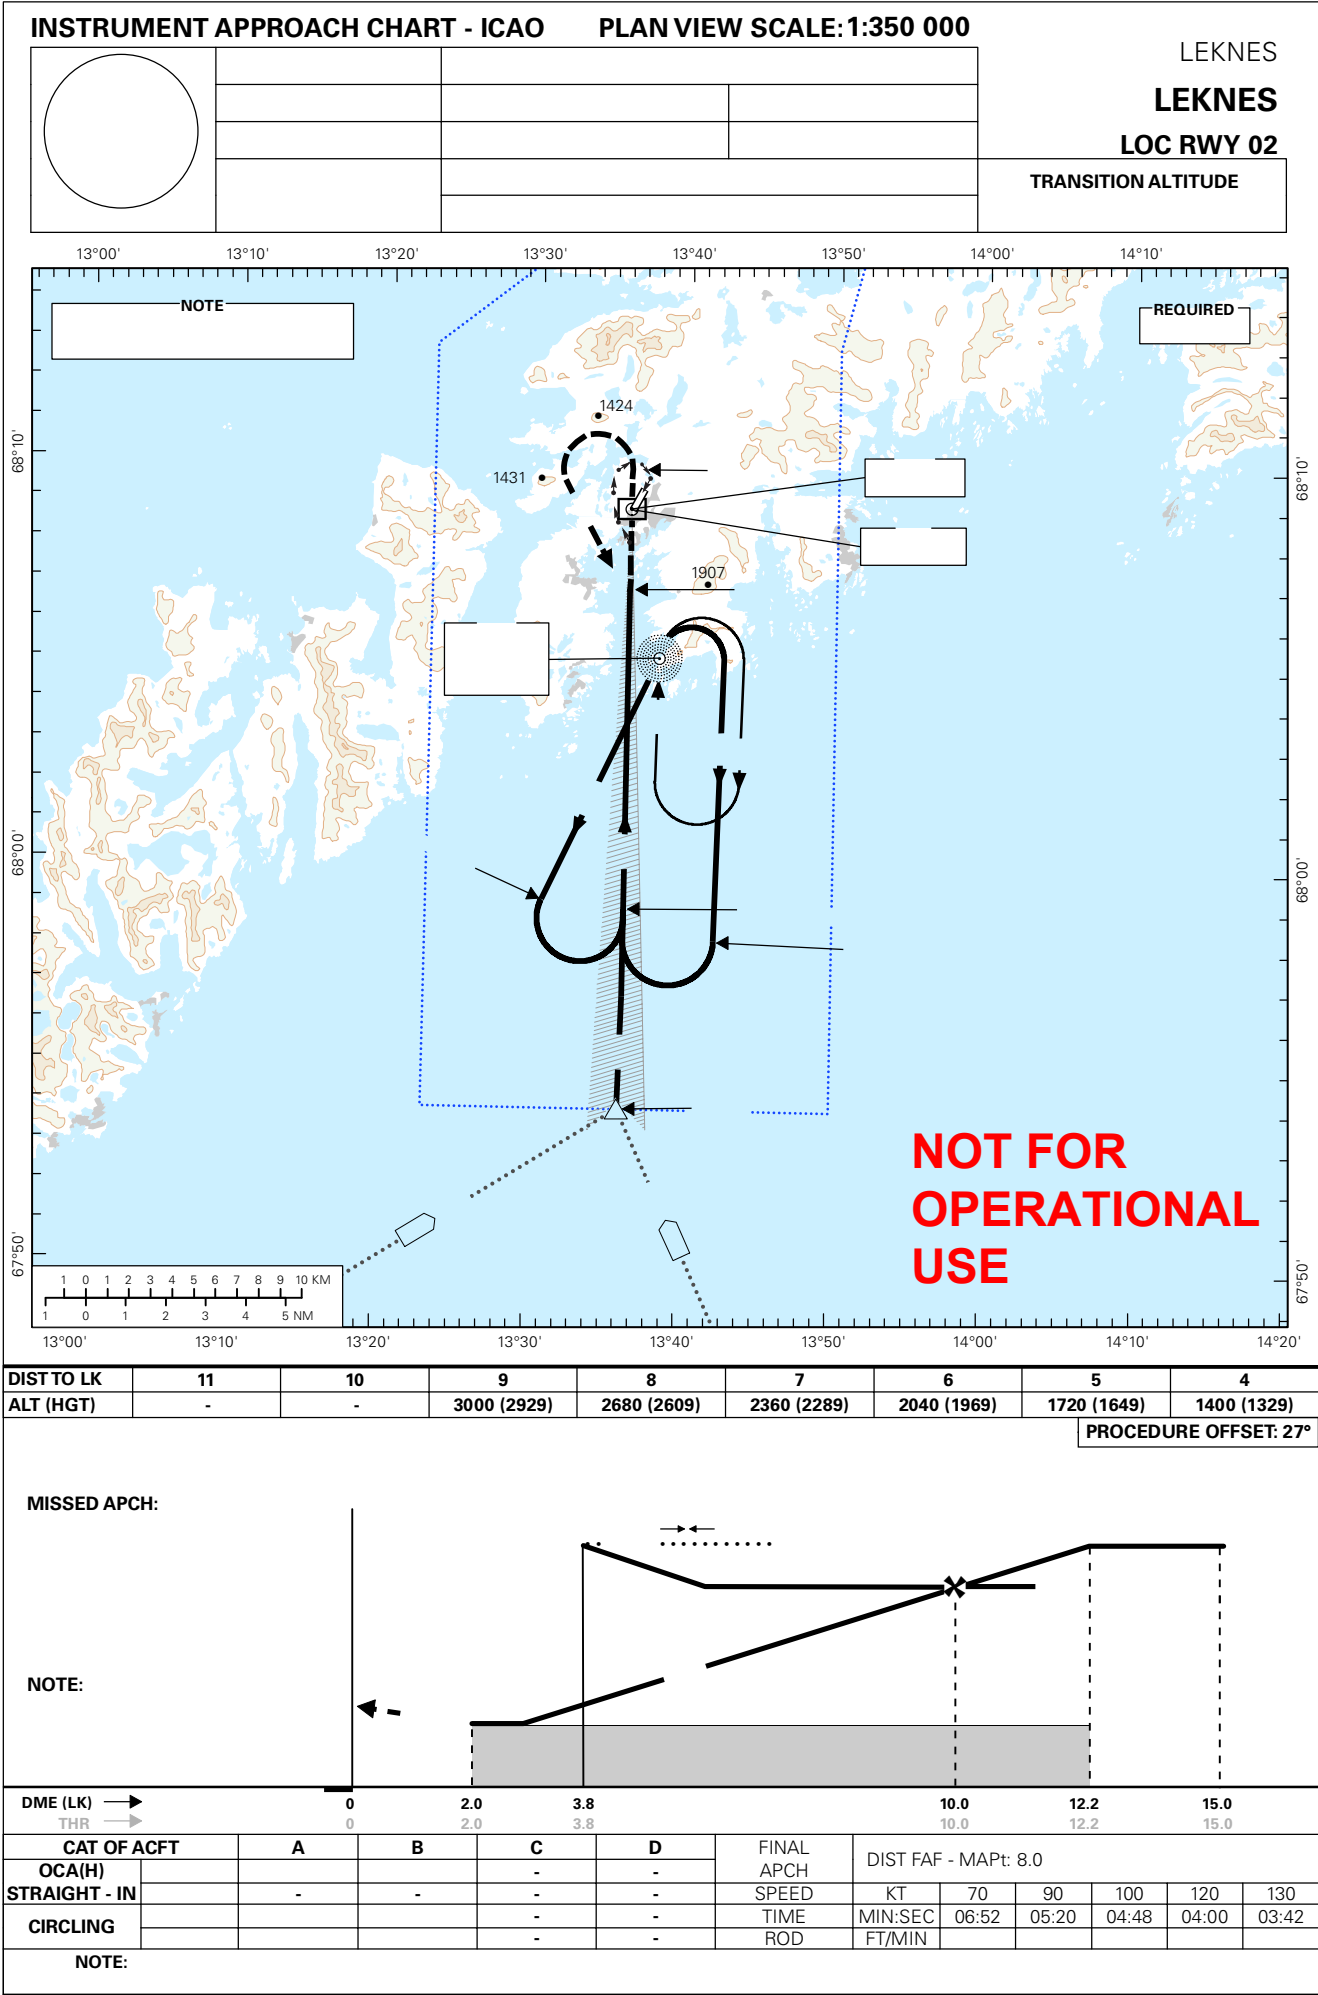 INSTRUMENT APPROACH CHART - ICAO PLAN VIEW SCALE: 1:350 000
LEKNES
LEKNES
LOC RWY 02
TRANSITION ALTITUDE
13°00' 13°10' 13°20' 13°30' 13°40' 13°50' 14°00' 14°10'
NOTE
REQUIRED
1424
68°10'
1431
68°10'
1907
68°00'
68°00'
NOT FOR
OPERATIONAL
USE
67°50'
67°50'
1 0 1 2 3 4 5 6 7 8 9 10 KM
1 0 1 2 3 4 5 NM
13°00' 13°10' 13°20' 13°30' 13°40' 13°50' 14°00' 14°10' 14°20'
DIST TO LK 11 10 9 8 7 6 5 4
ALT (HGT) - - 3000 (2929) 2680 (2609) 2360 (2289) 2040 (1969) 1720 (1649) 1400 (1329)
PROCEDURE OFFSET: 27°
MISSED APCH:
NOTE:
DME (LK) 0 2.0 3.8 10.0 12.2 15.0
THR 0 2.0 3.8 10.0 12.2 15.0
CAT OF ACFT A B C D FINAL
OCA(H) - - APCH DIST FAF - MAPt: 8.0
STRAIGHT - IN - - - - SPEED KT 70 90 100 120 130
CIRCLING - - TIME MIN:SEC 06:52 05:20 04:48 04:00 03:42
- - ROD FT/MIN
NOTE: